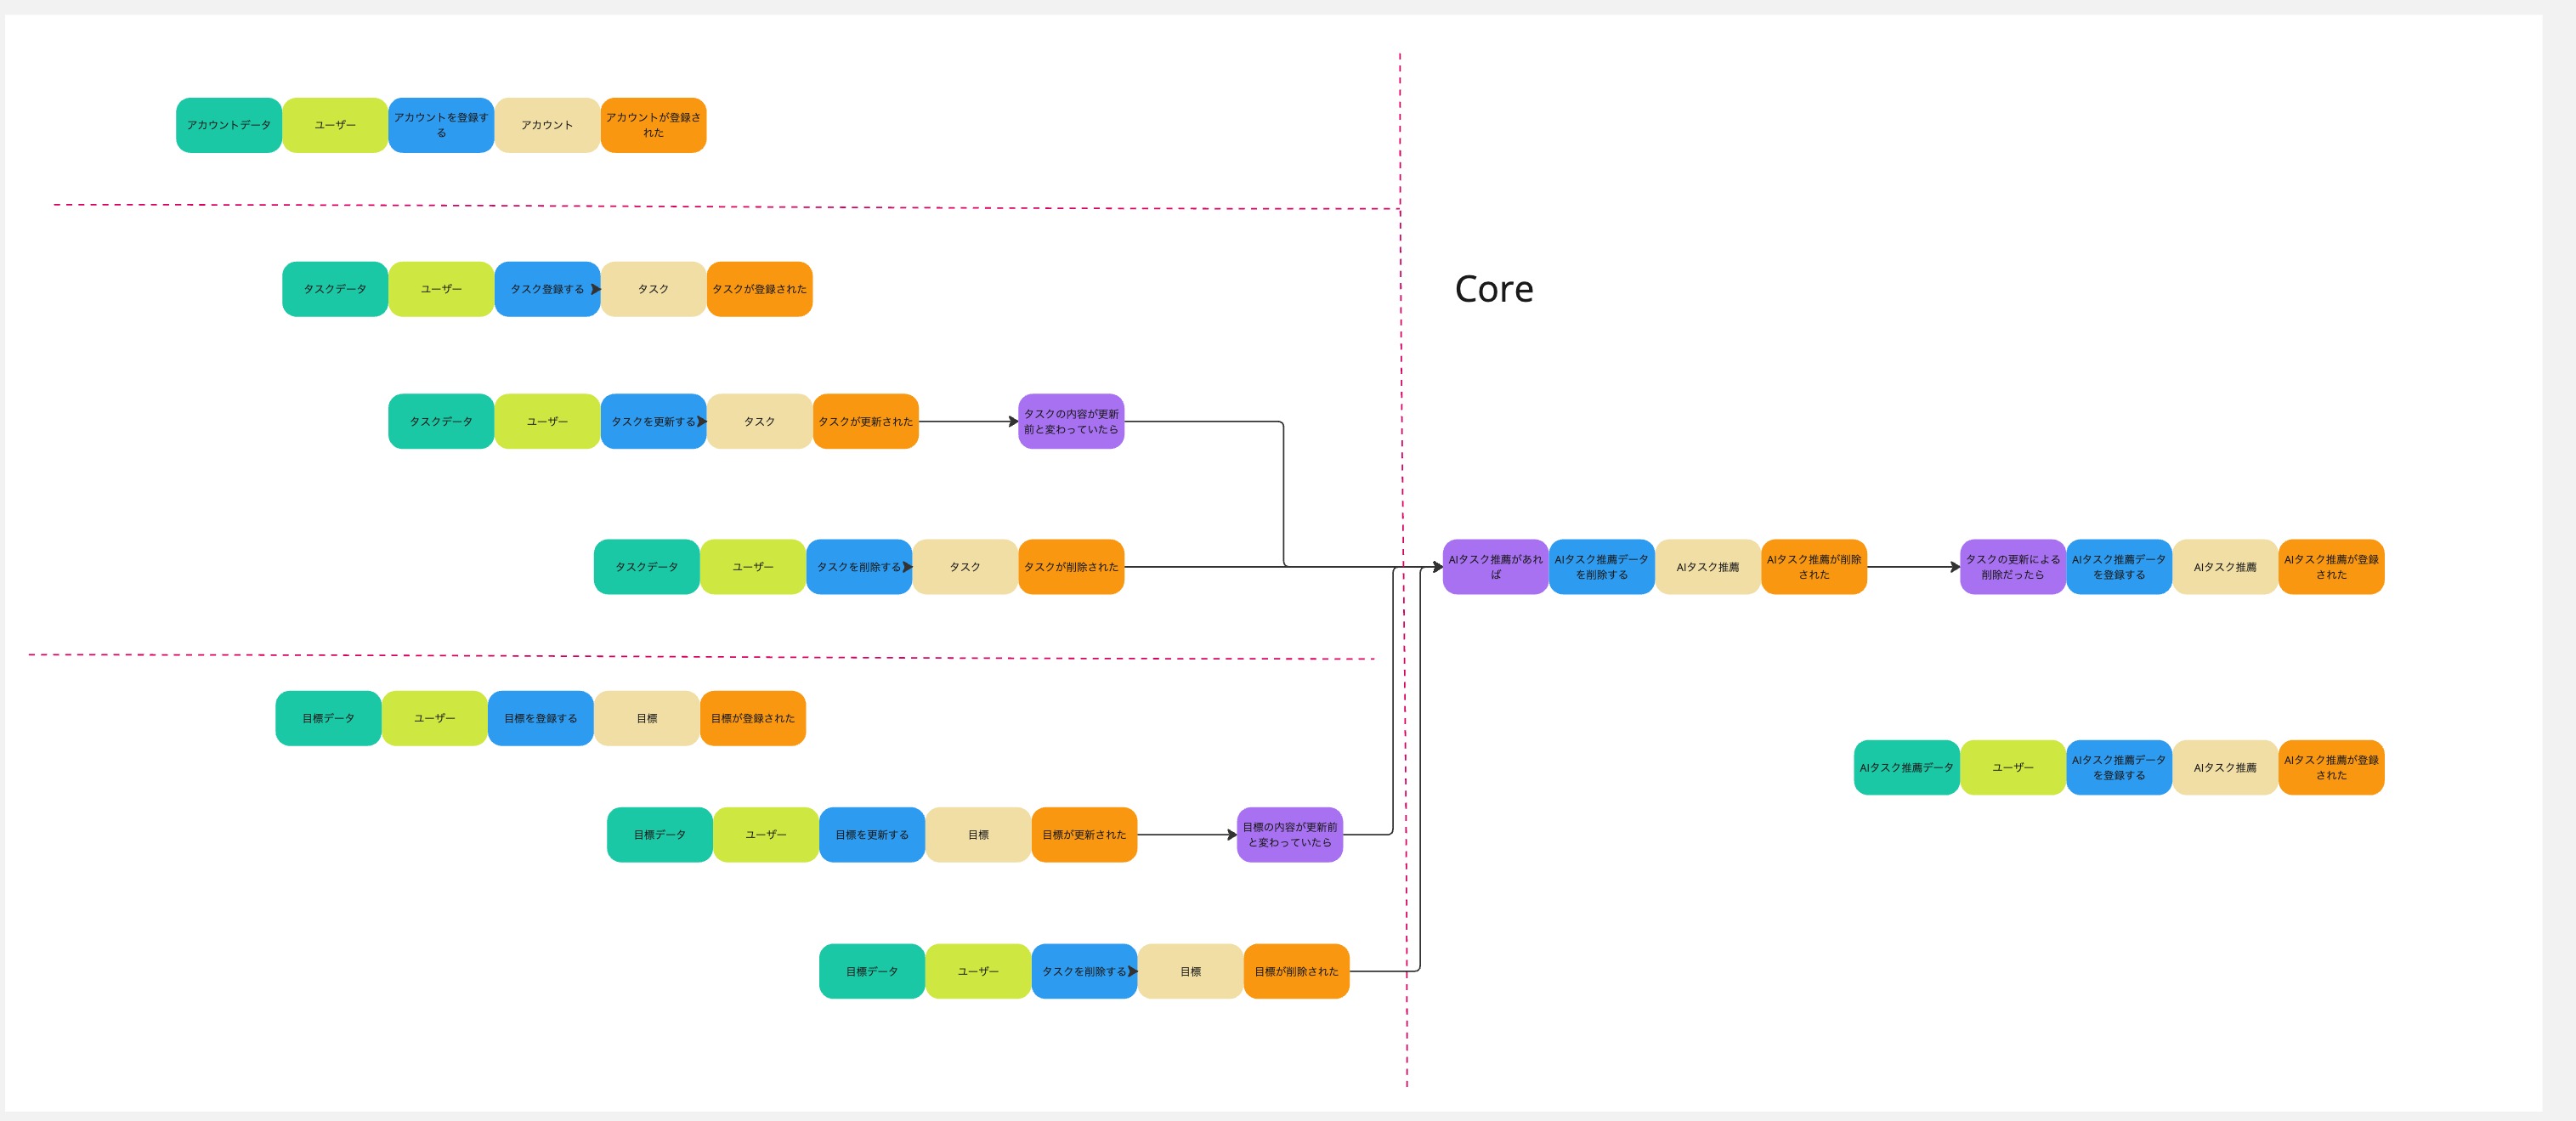 アカウントデータ
ユーザー
アカウントを登録す
る
アカウント
アカウントが登録さ
れた
Core
タスクデータ
ユーザー
タスク登録する
タスク
タスクが登録された
タスクデータ
ユーザー
タスクを更新する
タスク
タスクが更新された
タスクの内容が更新
前と変わっていたら
タスクデータ
ユーザー
タスクを削除する
タスク
タスクが削除された
AIタスク推薦があれ
ば
AIタスク推薦データ
を削除する
AIタスク推薦
AIタスク推薦が削除
された
タスクの更新による
削除だったら
AIタスク推薦データ
を登録する
AIタスク推薦
AIタスク推薦が登録
された
目標データ
ユーザー
目標を登録する
目標
目標が登録された
AIタスク推薦データ
ユーザー
AIタスク推薦データ
を登録する
AIタスク推薦
AIタスク推薦が登録
された
目標データ
ユーザー
目標を更新する
目標
目標が更新された
目標の内容が更新前
と変わっていたら
目標データ
ユーザー
タスクを削除する
目標
目標が削除された